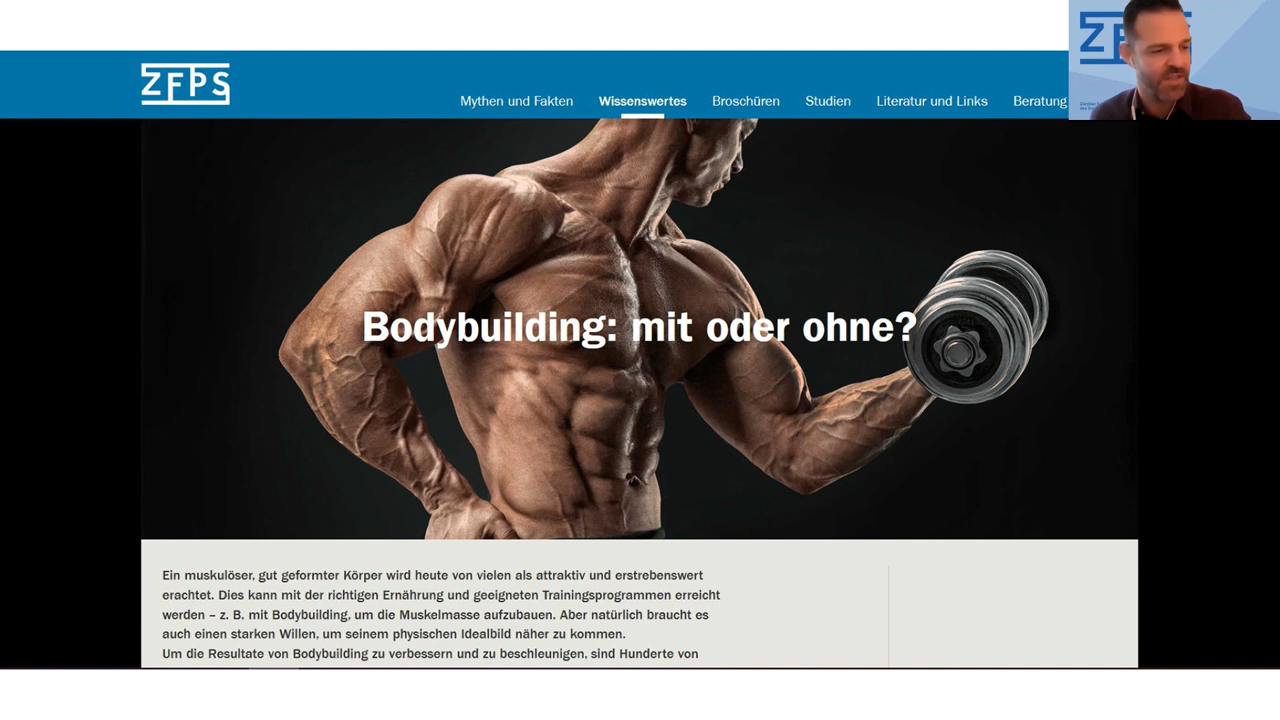 ZFPS
Mythen und Fakten Wissenswertes Broschüren Studien Literatur und Links Beratung
Bodybuilding: mit oder ohne?
Ein muskulöser, gut geformter Körper wird heute von vielen als attraktiv und erstrebenswert
erachtet. Dies kann mit der richtigen Ernährung und geeigneten Trainingsprogrammen erreicht
werden – z. B. mit Bodybuilding, um die Muskelmasse aufzubauen. Aber natürlich braucht es
auch einen starken Willen, um seinem physischen Idealbild näher zu kommen.
Um die Resultate von Bodybuilding zu verbessern und zu beschleunigen, sind Hunderte von